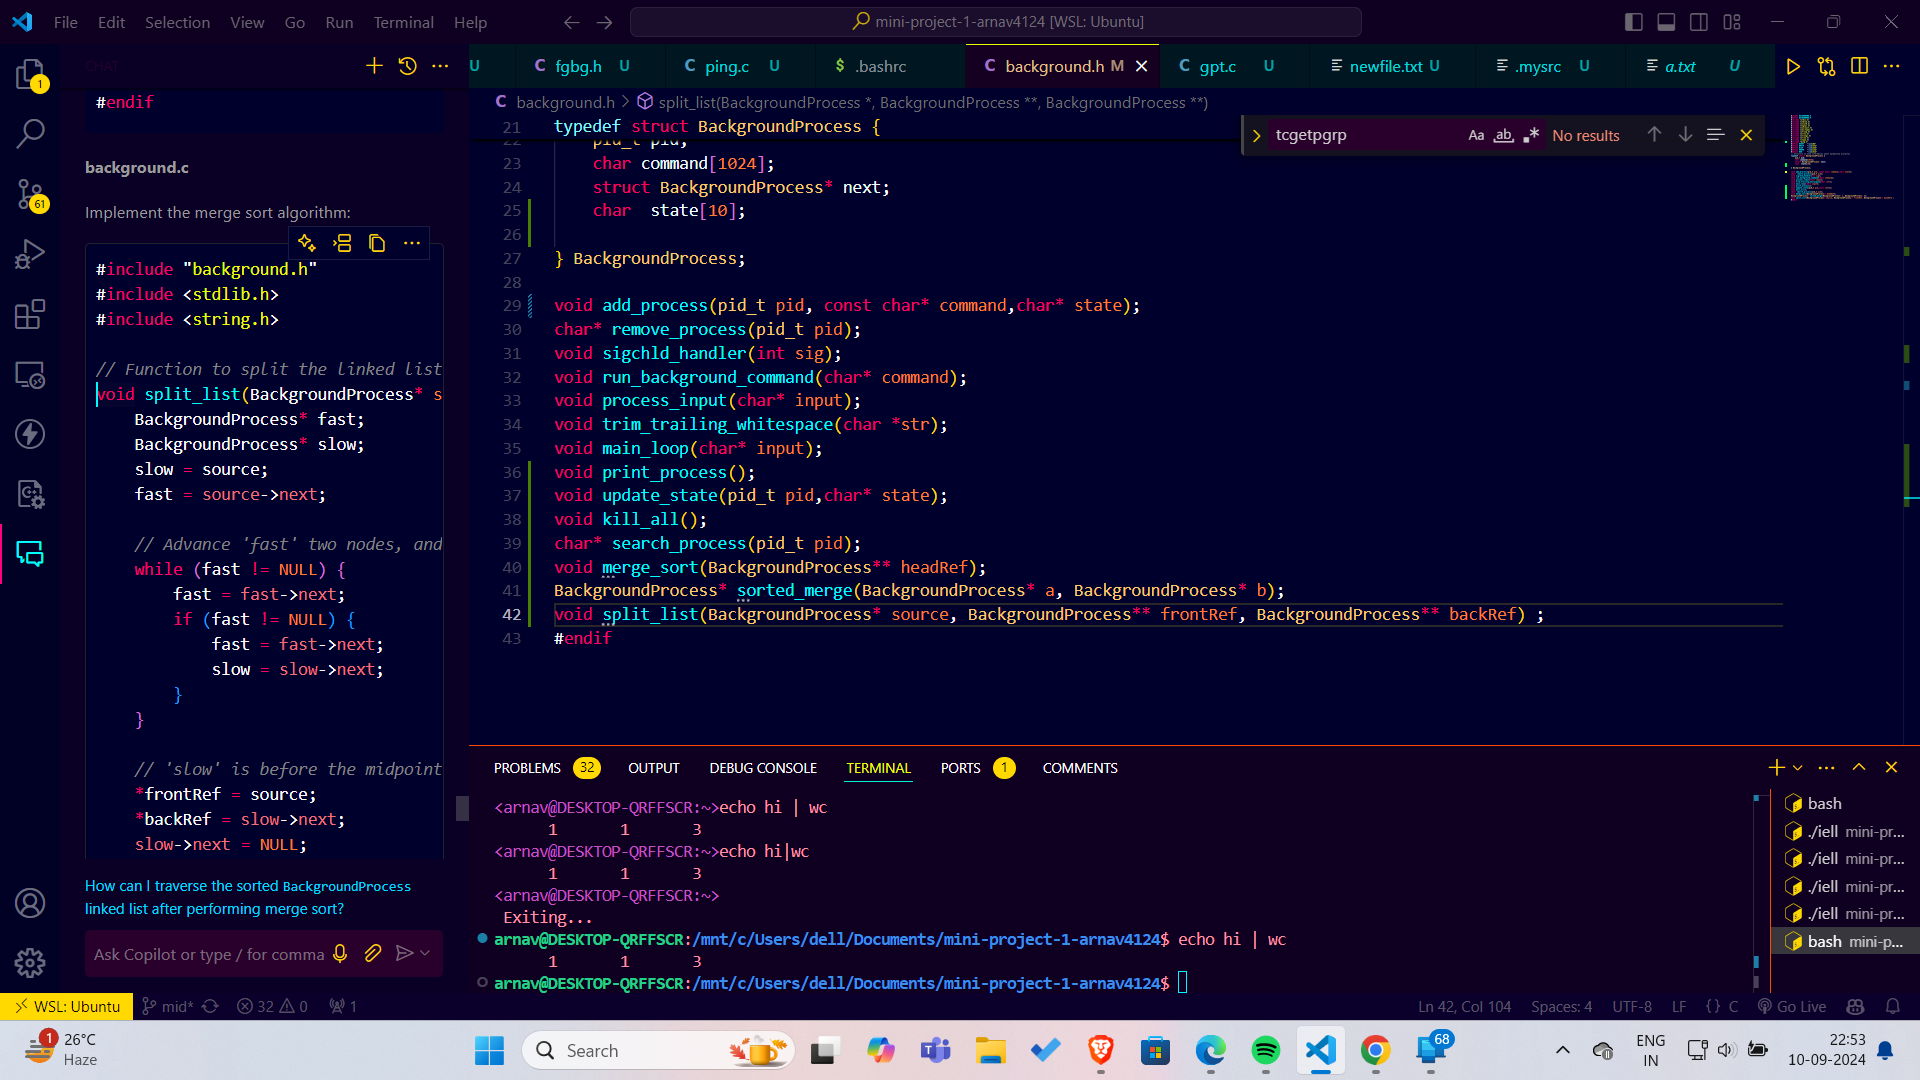 File Edit Selection View Go Run Terminal Help
mini-project-1-arnav4124 [WSL: Ubuntu]
CHAT
#endif
background.c
Implement the merge sort algorithm:
#include "background.h"
#include <stdlib.h>
#include <string.h>
// Function to split the linked list
void split_list(BackgroundProcess* s
BackgroundProcess* fast;
BackgroundProcess* slow;
slow = source;
fast = source->next;
// Advance 'fast' two nodes, and
while (fast != NULL) {
fast = fast->next;
if (fast != NULL) {
fast = fast->next;
slow = slow->next;
}
}
// 'slow' is before the midpoint
*frontRef = source;
*backRef = slow->next;
slow->next = NULL;
How can I traverse the sorted BackgroundProcess
linked list after performing merge sort?
Ask Copilot or type / for comma
U C fgbg.h U C ping.c U $ .bashrc C background.h M C gpt.c U newfile.txt U .mysrc U a.txt U
C background.h > split_list(BackgroundProcess *, BackgroundProcess **, BackgroundProcess **)
tcgetpgrp Aa ab No results
21 typedef struct BackgroundProcess {
22 pid_t pid;
23 char command[1024];
24 struct BackgroundProcess* next;
25 char state[10];
26
27 } BackgroundProcess;
28
29 void add_process(pid_t pid, const char* command,char* state);
30 char* remove_process(pid_t pid);
31 void sigchld_handler(int sig);
32 void run_background_command(char* command);
33 void process_input(char* input);
34 void trim_trailing_whitespace(char *str);
35 void main_loop(char* input);
36 void print_process();
37 void update_state(pid_t pid,char* state);
38 void kill_all();
39 char* search_process(pid_t pid);
40 void merge_sort(BackgroundProcess** headRef);
41 BackgroundProcess* sorted_merge(BackgroundProcess* a, BackgroundProcess* b);
42 void split_list(BackgroundProcess* source, BackgroundProcess** frontRef, BackgroundProcess** backRef) ;
43 #endif
PROBLEMS 32 OUTPUT DEBUG CONSOLE TERMINAL PORTS 1 COMMENTS
<arnav@DESKTOP-QRFFSCR:~>echo hi | wc
1 1 3
<arnav@DESKTOP-QRFFSCR:~>echo hi|wc
1 1 3
<arnav@DESKTOP-QRFFSCR:~>
Exiting...
arnav@DESKTOP-QRFFSCR:/mnt/c/Users/dell/Documents/mini-project-1-arnav4124$ echo hi | wc
1 1 3
arnav@DESKTOP-QRFFSCR:/mnt/c/Users/dell/Documents/mini-project-1-arnav4124$
bash
./iell mini-pr...
./iell mini-pr...
./iell mini-pr...
./iell mini-pr...
bash mini-p...
1
61
WSL: Ubuntu mid* 32 0 1 Ln 42, Col 104 Spaces: 4 UTF-8 LF {} C Go Live
1 26°C
Haze
Search
68
ENG
IN
22:53
10-09-2024